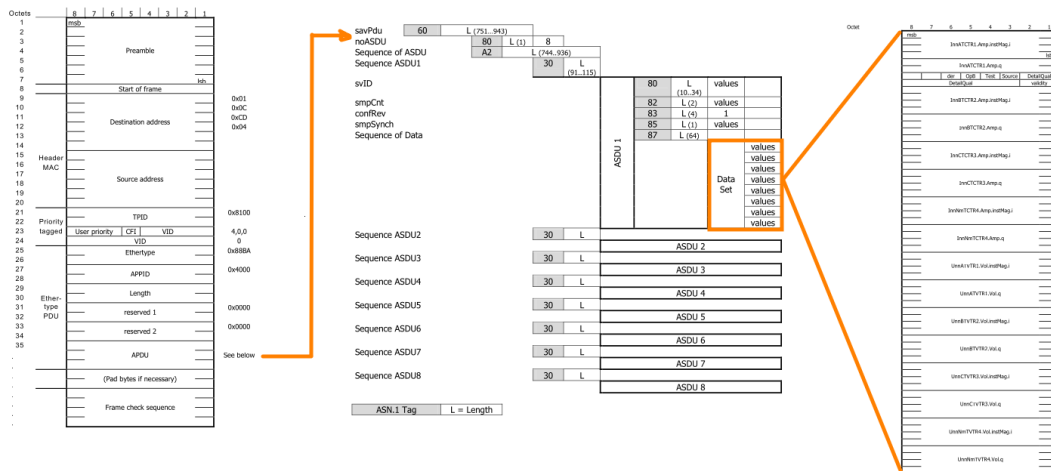 Octets 8 7 6 5 4 3 2 1
1 msb
2
3
4 Preamble
5
6
7 lsb
8 Start of frame
9 0x01
10 0x0C
11 Destination address 0xCD
12 0x04
13
14
15 Header
16 MAC
17
18 Source address
19
20
21 TPID 0x8100
22 Priority
23 tagged User priority CFI VID 4,0,0
24 VID 0
25 Ethertype 0x88BA
26
27 APPID 0x4000
28
29 Length
30 Ether-
31 type reserved 1 0x0000
32 PDU
33 reserved 2 0x0000
34
35
APDU See below
(Pad bytes if necessary)
Frame check sequence
savPdu 60 L (751..943)
noASDU 80 L (1) 8
Sequence of ASDU A2 L (744..936)
Sequence ASDU1 30 L (91..115)
svID 80 L (10..34) values
smpCnt 82 L (2) values
confRev 83 L (4) 1
smpSynch 85 L (1) values
Sequence of Data 87 L (64)
ASDU 1
Data Set
values
values
values
values
values
values
values
values
Sequence ASDU2 30 L
ASDU 2
Sequence ASDU3 30 L
ASDU 3
Sequence ASDU4 30 L
ASDU 4
Sequence ASDU5 30 L
ASDU 5
Sequence ASDU6 30 L
ASDU 6
Sequence ASDU7 30 L
ASDU 7
Sequence ASDU8 30 L
ASDU 8
ASN.1 Tag L = Length
Octet 8 7 6 5 4 3 2 1
msb
InnATCTR1.Amp.instMag.i
InnATCTR1.Amp.q
der OpB Test Source DetailQual
DetailQual validity
InnBTCTR2.Amp.instMag.i
InnBTCTR2.Amp.q
InnCTCTR3.Amp.instMag.i
InnCTCTR3.Amp.q
InnNmTCTR4.Amp.instMag.i
InnNmTCTR4.Amp.q
UnnATVTR1.Vol.instMag.i
UnnATVTR1.Vol.q
UnnBTVTR2.Vol.instMag.i
UnnBTVTR2.Vol.q
UnnCTVTR3.Vol.instMag.i
UnnCTVTR3.Vol.q
UnnNmTVTR4.Vol.instMag.i
UnnNmTVTR4.Vol.q